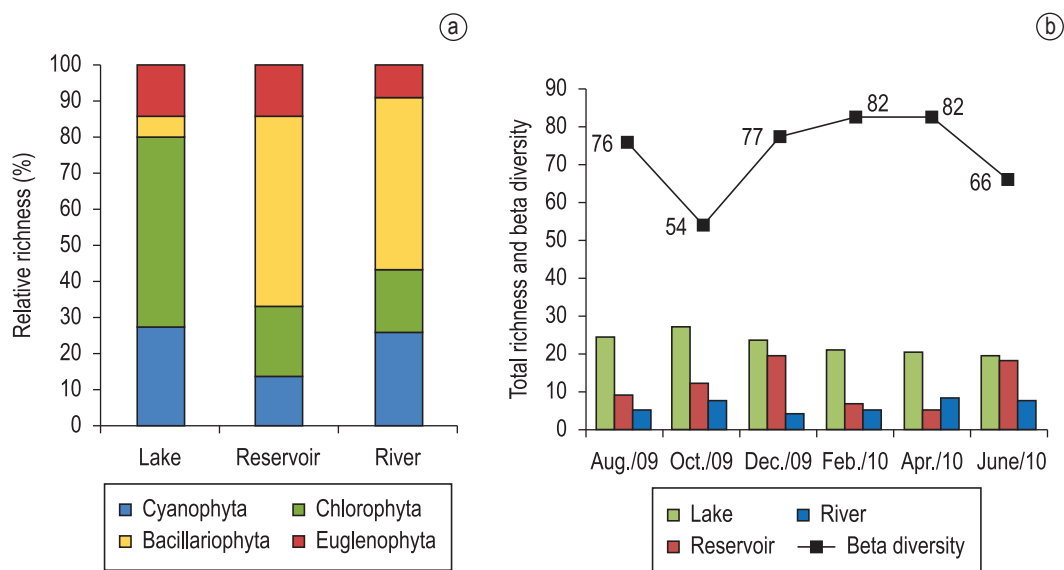 a
Relative richness (%)
100
90
80
70
60
50
40
30
20
10
0
Lake Reservoir River
Cyanophyta Chlorophyta
Bacillariophyta Euglenophyta
b
Total richness and beta diversity
90
80
70
60
50
40
30
20
10
0
76
54
77
82
82
66
Aug./09 Oct./09 Dec./09 Feb./10 Apr./10 June/10
Lake River
Reservoir Beta diversity